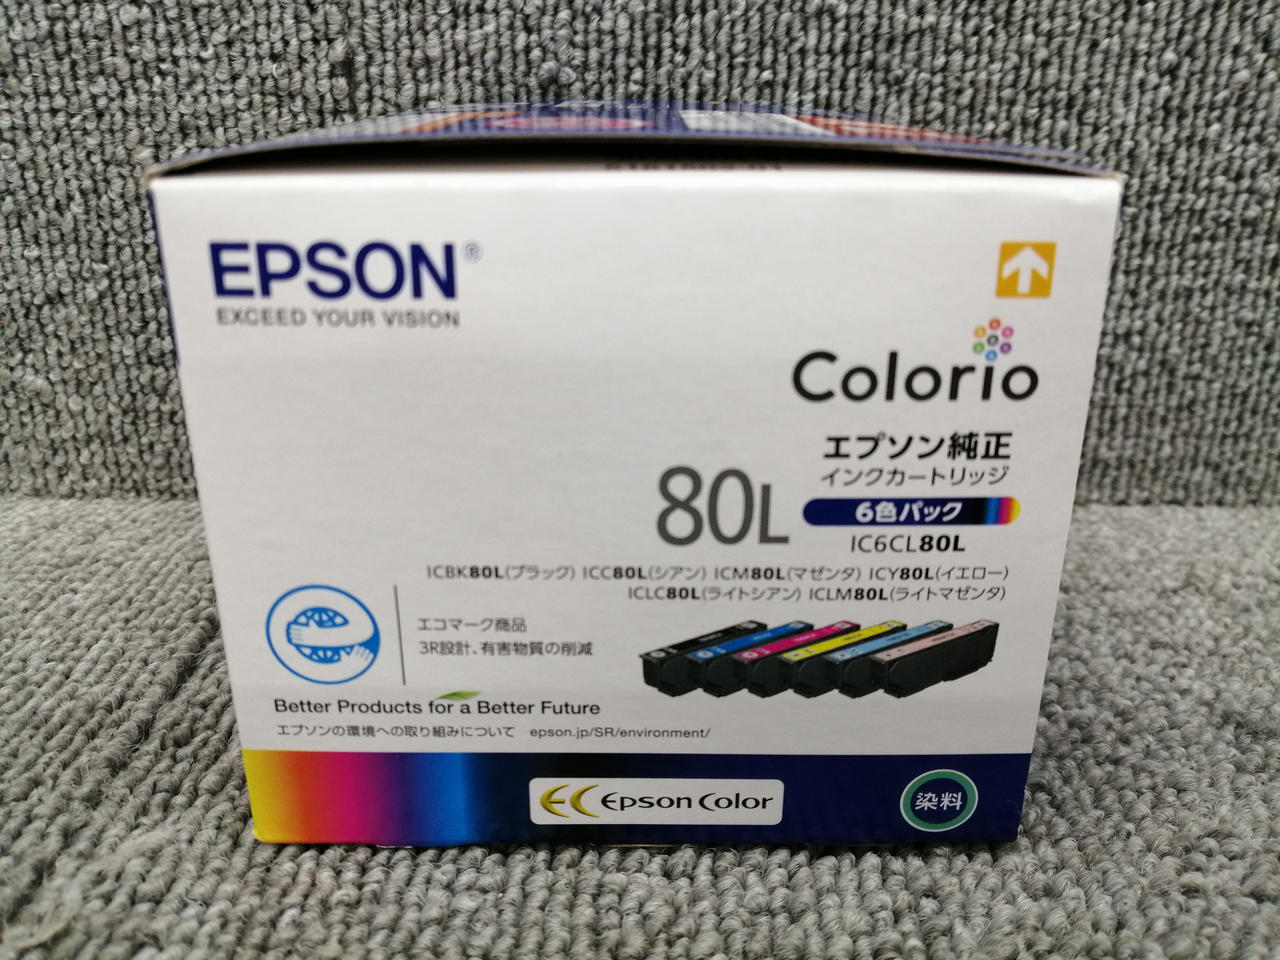 EPSON®
EXCEED YOUR VISION
Colorio
エプソン純正
インクカートリッジ
80L
6色パック
IC6CL80L
ICBK80L(ブラック) ICC80L(シアン) ICM80L(マゼンタ) ICY80L(イエロー)
ICLC80L(ライトシアン) ICLM80L(ライトマゼンタ)
エコマーク商品
3R設計、有害物質の削減
Better Products for a Better Future
エプソンの環境への取り組みについて epson.jp/SR/environment/
EC Epson Color
染料